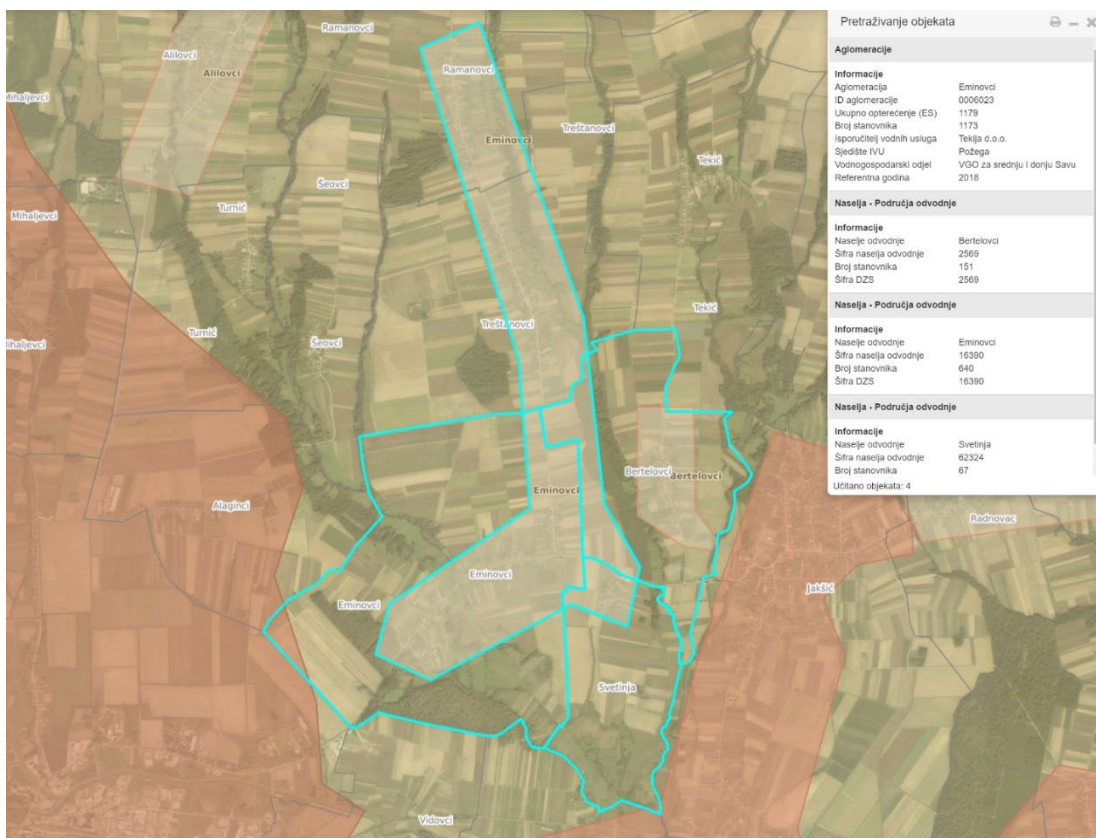 Pretraživanje objekata
Aglomeracije
Informacije
Aglomeracija Eminovci
ID aglomeracije 0006023
Ukupno opterećenje (ES) 1179
Broj stanovnika 1173
Isporučitelj vodnih usluga Tekija d.o.o.
Sjedište IVU Požega
Vodnogospodarski odjel VGO za srednju i donju Savu
Referentna godina 2018
Naselja - Područja odvodnje
Informacije
Naselje odvodnje Bertelovci
Šifra naselja odvodnje 2569
Broj stanovnika 151
Šifra DZS 2569
Naselja - Područja odvodnje
Informacije
Naselje odvodnje Eminovci
Šifra naselja odvodnje 16390
Broj stanovnika 640
Šifra DZS 16390
Naselja - Područja odvodnje
Informacije
Naselje odvodnje Svetinja
Šifra naselja odvodnje 62324
Broj stanovnika 67
Učitano objekata: 4
Ramanovci
Alilovci
Alilovci
Ramanovci
Mihaljevci
Treštanovci
Eminovci
Tekić
Šeovci
Turnić
Mihaljevci
Tekić
Treštanovci
Turnić
Šeovci
Mihaljevci
Bertelovci
Bertelovci
Eminovci
Alaginci
Radnovac
Eminovci
Jakšić
Eminovci
Svetinja
Vidovci